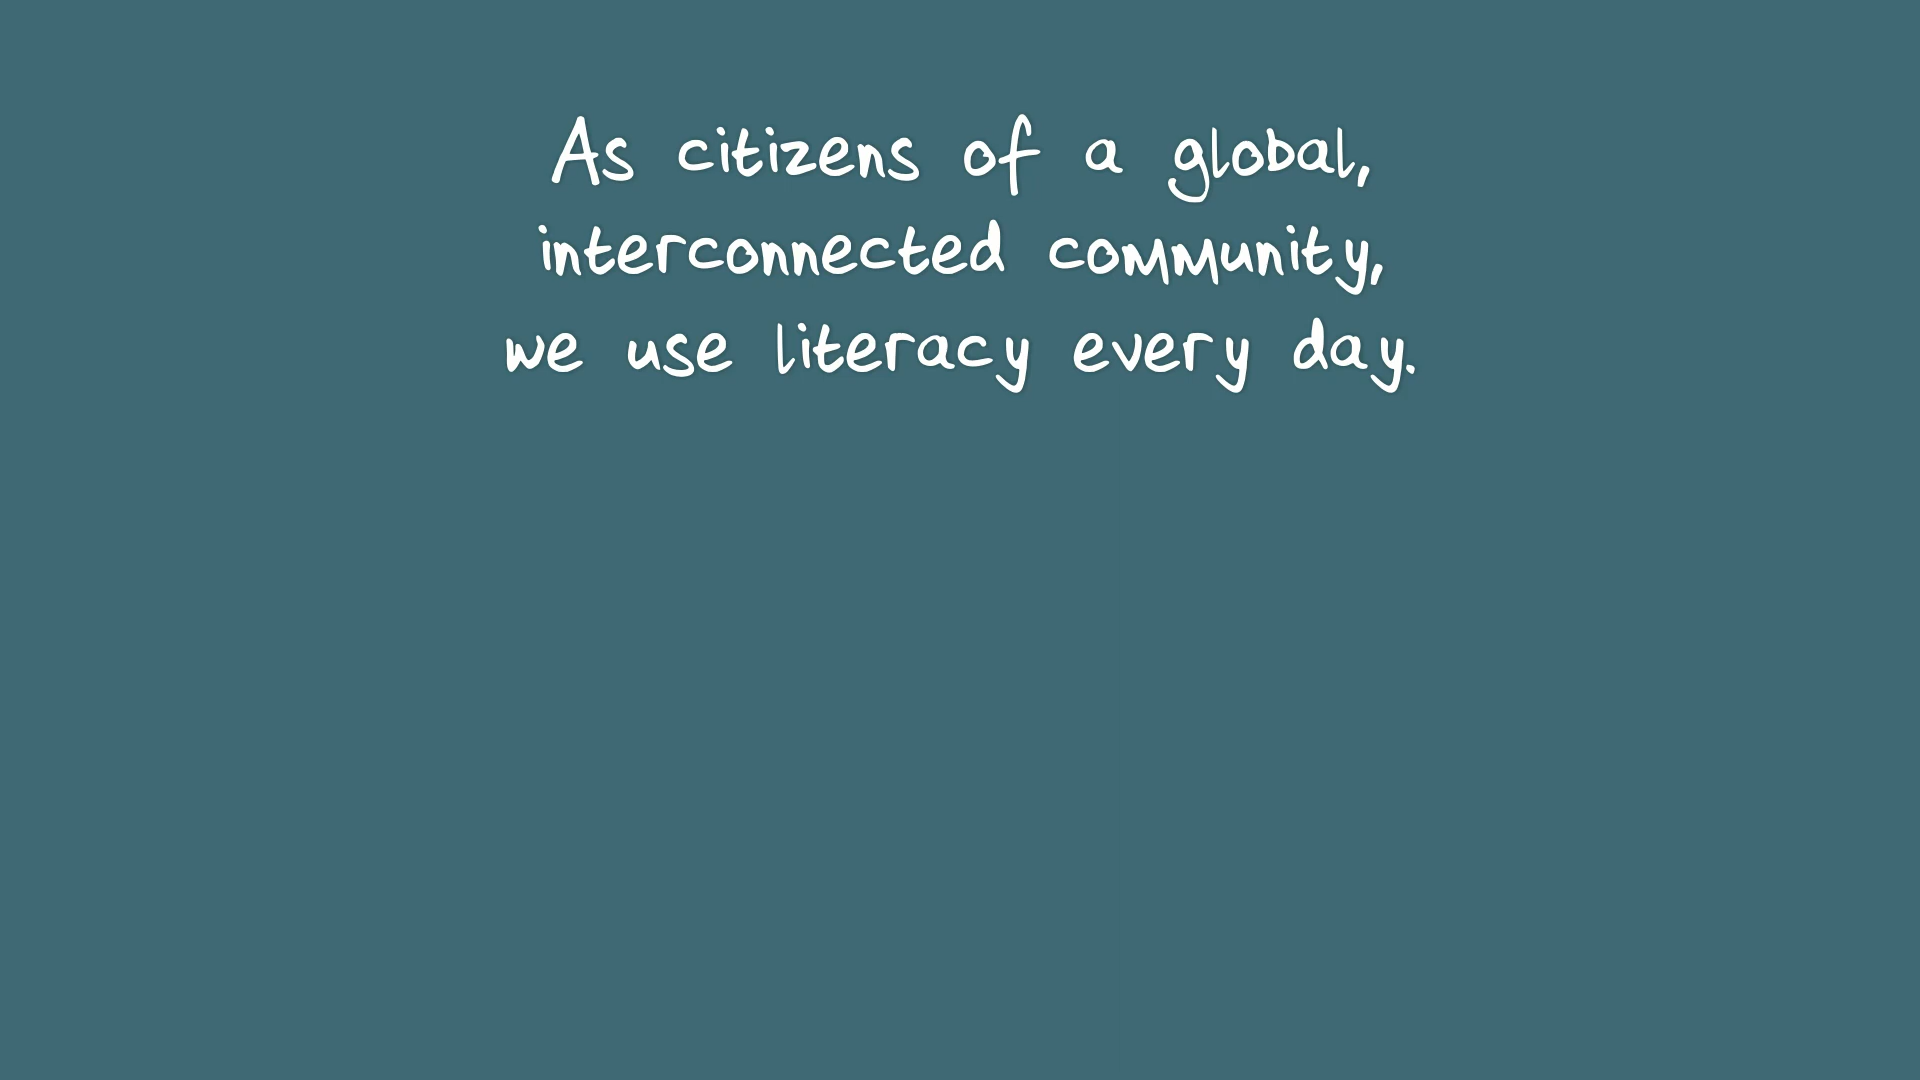 As citizens of a global,
interconnected community,
we use literacy every day.